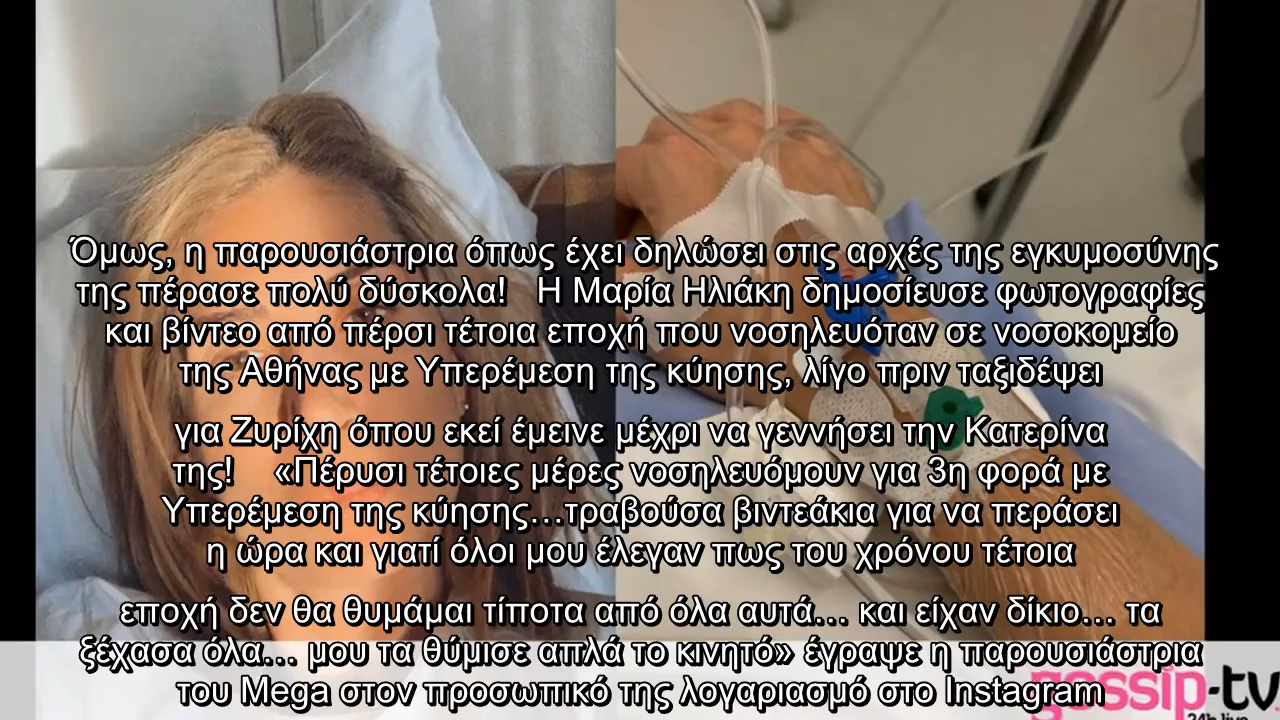 Όμως, η παρουσιάστρια όπως έχει δηλώσει στις αρχές της εγκυμοσύνης
της πέρασε πολύ δύσκολα! Η Μαρία Ηλιάκη δημοσίευσε φωτογραφίες
και βίντεο από πέρσι τέτοια εποχή που νοσηλευόταν σε νοσοκομείο
της Αθήνας με Υπερέμεση της κύησης, λίγο πριν ταξιδέψει
για Ζυρίχη όπου εκεί έμεινε μέχρι να γεννήσει την Κατερίνα
της! «Πέρυσι τέτοιες μέρες νοσηλευόμουν για 3η φορά με
Υπερέμεση της κύησης…τραβούσα βιντεάκια για να περάσει
η ώρα και γιατί όλοι μου έλεγαν πως του χρόνου τέτοια
εποχή δεν θα θυμάμαι τίποτα από όλα αυτά… και είχαν δίκιο… τα
ξέχασα όλα… μου τα θύμισε απλά το κινητό» έγραψε η παρουσιάστρια
του Mega στον προσωπικό της λογαριασμό στο Instagram
gossip-tv
24h live